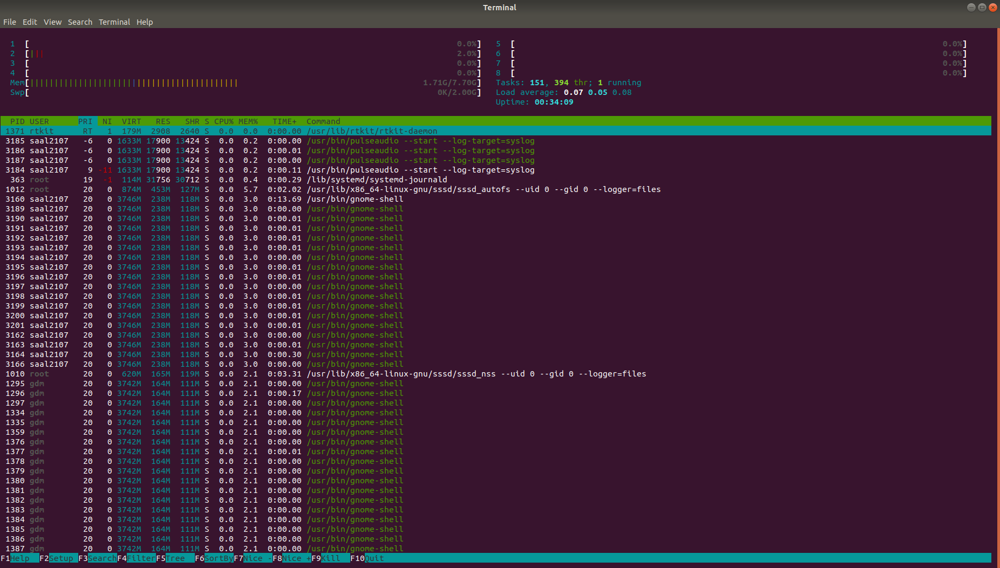 Terminal
File Edit View Search Terminal Help
1 [ 0.0%] 5 [ 0.0%]
2 [||| 2.0%] 6 [ 0.0%]
3 [ 0.0%] 7 [ 0.0%]
4 [ 0.0%] 8 [ 0.0%]
Mem[||||||||||||||||||||||||||||||||||||||||||| 1.71G/7.70G] Tasks: 151, 394 thr; 1 running
Swp[ 0K/2.00G] Load average: 0.07 0.05 0.08
Uptime: 00:34:09
PID USER PRI NI VIRT RES SHR S CPU% MEM% TIME+ Command
1371 rtkit RT 1 179M 2908 2640 S 0.0 0.0 0:00.00 /usr/lib/rtkit/rtkit-daemon
3185 saal2107 -6 0 1633M 17900 13424 S 0.0 0.2 0:00.00 /usr/bin/pulseaudio --start --log-target=syslog
3186 saal2107 -6 0 1633M 17900 13424 S 0.0 0.2 0:00.01 /usr/bin/pulseaudio --start --log-target=syslog
3187 saal2107 -6 0 1633M 17900 13424 S 0.0 0.2 0:00.00 /usr/bin/pulseaudio --start --log-target=syslog
3184 saal2107 9 -11 1633M 17900 13424 S 0.0 0.2 0:00.11 /usr/bin/pulseaudio --start --log-target=syslog
363 root 19 -1 114M 31756 30712 S 0.0 0.4 0:00.29 /lib/systemd/systemd-journald
1012 root 20 0 874M 453M 127M S 0.0 5.7 0:02.02 /usr/lib/x86_64-linux-gnu/sssd/sssd_autofs --uid 0 --gid 0 --logger=files
3160 saal2107 20 0 3746M 238M 118M S 0.0 3.0 0:13.69 /usr/bin/gnome-shell
3189 saal2107 20 0 3746M 238M 118M S 0.0 3.0 0:00.00 /usr/bin/gnome-shell
3190 saal2107 20 0 3746M 238M 118M S 0.0 3.0 0:00.01 /usr/bin/gnome-shell
3191 saal2107 20 0 3746M 238M 118M S 0.0 3.0 0:00.01 /usr/bin/gnome-shell
3192 saal2107 20 0 3746M 238M 118M S 0.0 3.0 0:00.01 /usr/bin/gnome-shell
3193 saal2107 20 0 3746M 238M 118M S 0.0 3.0 0:00.01 /usr/bin/gnome-shell
3194 saal2107 20 0 3746M 238M 118M S 0.0 3.0 0:00.00 /usr/bin/gnome-shell
3195 saal2107 20 0 3746M 238M 118M S 0.0 3.0 0:00.01 /usr/bin/gnome-shell
3196 saal2107 20 0 3746M 238M 118M S 0.0 3.0 0:00.01 /usr/bin/gnome-shell
3197 saal2107 20 0 3746M 238M 118M S 0.0 3.0 0:00.00 /usr/bin/gnome-shell
3198 saal2107 20 0 3746M 238M 118M S 0.0 3.0 0:00.01 /usr/bin/gnome-shell
3199 saal2107 20 0 3746M 238M 118M S 0.0 3.0 0:00.01 /usr/bin/gnome-shell
3200 saal2107 20 0 3746M 238M 118M S 0.0 3.0 0:00.01 /usr/bin/gnome-shell
3201 saal2107 20 0 3746M 238M 118M S 0.0 3.0 0:00.01 /usr/bin/gnome-shell
3162 saal2107 20 0 3746M 238M 118M S 0.0 3.0 0:00.00 /usr/bin/gnome-shell
3163 saal2107 20 0 3746M 238M 118M S 0.0 3.0 0:00.01 /usr/bin/gnome-shell
3164 saal2107 20 0 3746M 238M 118M S 0.0 3.0 0:00.30 /usr/bin/gnome-shell
3166 saal2107 20 0 3746M 238M 118M S 0.0 3.0 0:00.00 /usr/bin/gnome-shell
1010 root 20 0 620M 165M 119M S 0.0 2.1 0:03.31 /usr/lib/x86_64-linux-gnu/sssd/sssd_nss --uid 0 --gid 0 --logger=files
1295 gdm 20 0 3742M 164M 111M S 0.0 2.1 0:00.00 /usr/bin/gnome-shell
1296 gdm 20 0 3742M 164M 111M S 0.0 2.1 0:00.17 /usr/bin/gnome-shell
1297 gdm 20 0 3742M 164M 111M S 0.0 2.1 0:00.00 /usr/bin/gnome-shell
1334 gdm 20 0 3742M 164M 111M S 0.0 2.1 0:00.00 /usr/bin/gnome-shell
1335 gdm 20 0 3742M 164M 111M S 0.0 2.1 0:00.00 /usr/bin/gnome-shell
1359 gdm 20 0 3742M 164M 111M S 0.0 2.1 0:00.00 /usr/bin/gnome-shell
1376 gdm 20 0 3742M 164M 111M S 0.0 2.1 0:00.00 /usr/bin/gnome-shell
1377 gdm 20 0 3742M 164M 111M S 0.0 2.1 0:00.01 /usr/bin/gnome-shell
1378 gdm 20 0 3742M 164M 111M S 0.0 2.1 0:00.00 /usr/bin/gnome-shell
1379 gdm 20 0 3742M 164M 111M S 0.0 2.1 0:00.00 /usr/bin/gnome-shell
1380 gdm 20 0 3742M 164M 111M S 0.0 2.1 0:00.00 /usr/bin/gnome-shell
1381 gdm 20 0 3742M 164M 111M S 0.0 2.1 0:00.00 /usr/bin/gnome-shell
1382 gdm 20 0 3742M 164M 111M S 0.0 2.1 0:00.00 /usr/bin/gnome-shell
1383 gdm 20 0 3742M 164M 111M S 0.0 2.1 0:00.00 /usr/bin/gnome-shell
1384 gdm 20 0 3742M 164M 111M S 0.0 2.1 0:00.00 /usr/bin/gnome-shell
1385 gdm 20 0 3742M 164M 111M S 0.0 2.1 0:00.00 /usr/bin/gnome-shell
1386 gdm 20 0 3742M 164M 111M S 0.0 2.1 0:00.00 /usr/bin/gnome-shell
1387 gdm 20 0 3742M 164M 111M S 0.0 2.1 0:00.00 /usr/bin/gnome-shell
F1Help F2Setup F3SearchF4FilterF5Tree F6SortByF7Nice -F8Nice +F9Kill F10Quit